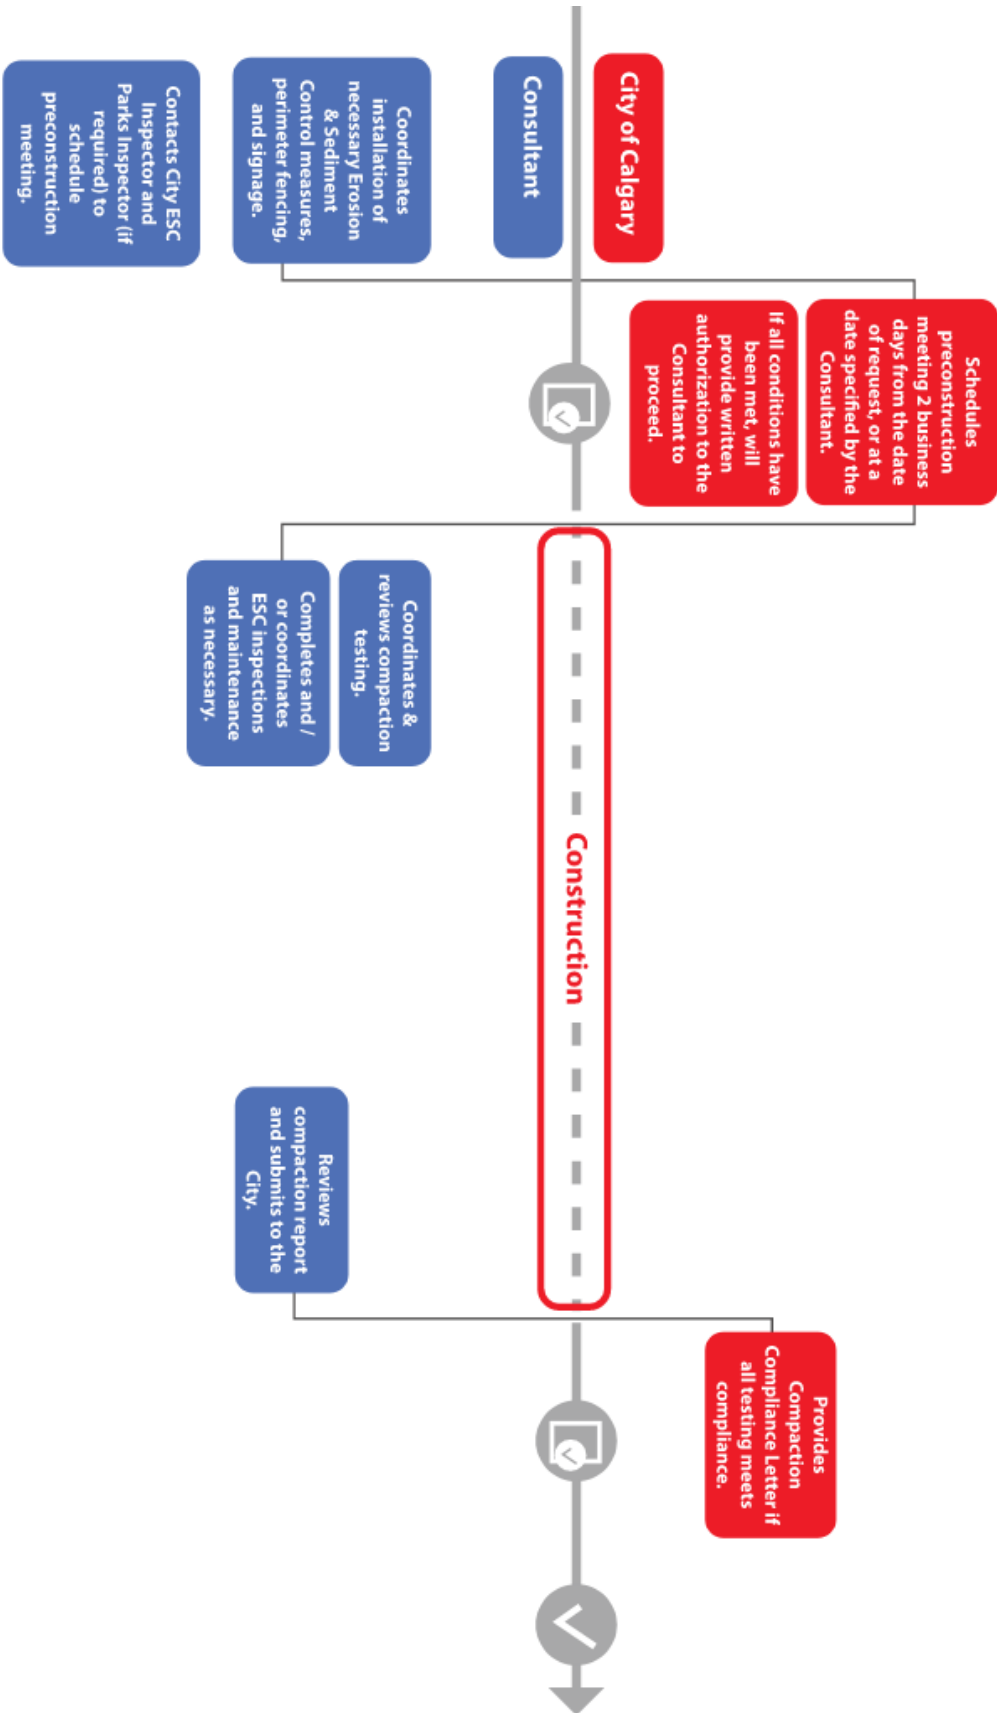 City of Calgary
Consultant
Schedules
preconstruction
meeting 2 business
days from the date
of request, or at a
date specified by the
Consultant.
If all conditions have
been met, will
provide written
authorization to the
Consultant to
proceed.
Coordinates
installation of
necessary Erosion
& Sediment
Control measures,
perimeter fencing,
and signage.
Contacts City ESC
Inspector and
Parks Inspector (if
required) to
schedule
preconstruction
meeting.
Construction
Coordinates &
reviews compaction
testing.
Completes and /
or coordinates
ESC inspections
and maintenance
as necessary.
Reviews
compaction report
and submits to the
City.
Provides
Compaction
Compliance Letter if
all testing meets
compliance.